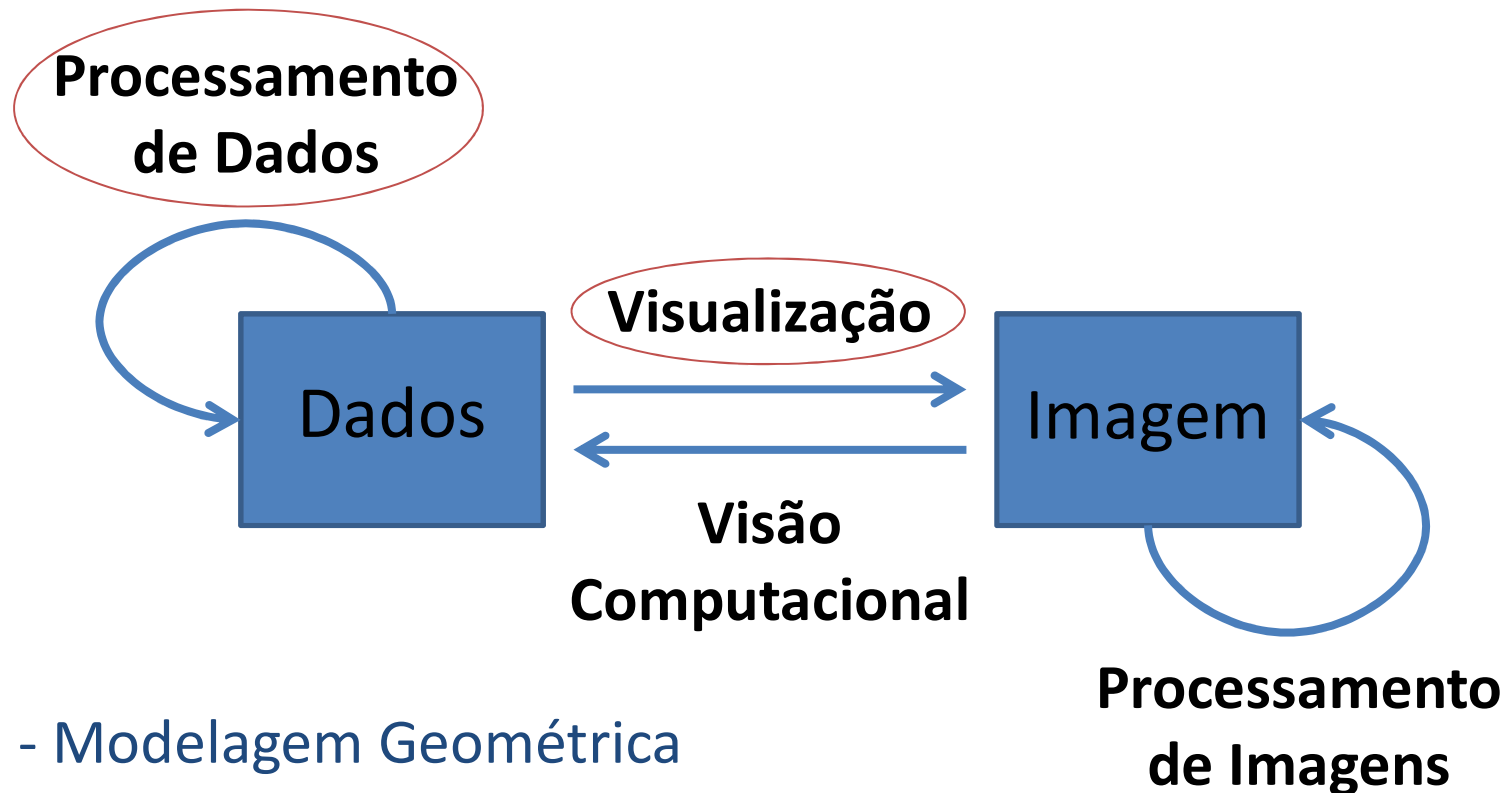 Processamento
de Dados
Visualização
Dados
Imagem
Visão
Computacional
Processamento
de Imagens
- Modelagem Geométrica